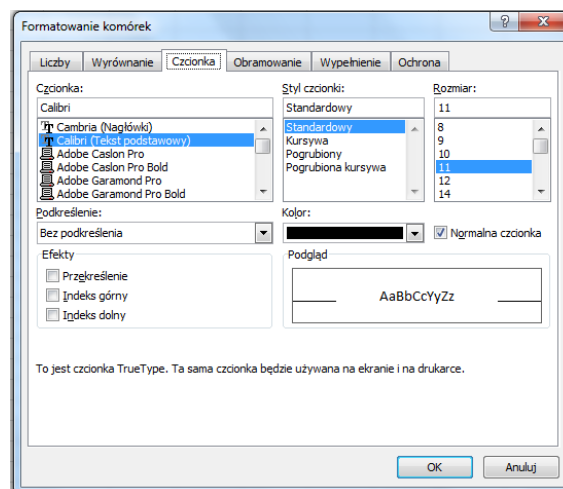 Formatowanie komórek
Liczby Wyrównanie Czcionka Obramowanie Wypełnienie Ochrona
Czcionka: Styl czcionki: Rozmiar:
Calibri Standardowy 11
Cambria (Nagłówki) Standardowy 8
Calibri (Tekst podstawowy) Kursywa 9
Adobe Caslon Pro Pogrubiony 10
Adobe Caslon Pro Bold Pogrubiona kursywa 11
Adobe Garamond Pro 12
Adobe Garamond Pro Bold 14
Podkreślenie: Kolor:
Bez podkreślenia Normalna czcionka
Efekty Podgląd
Przekreślenie
Indeks górny AaBbCcYyZz
Indeks dolny
To jest czcionka TrueType. Ta sama czcionka będzie używana na ekranie i na drukarce.
OK Anuluj